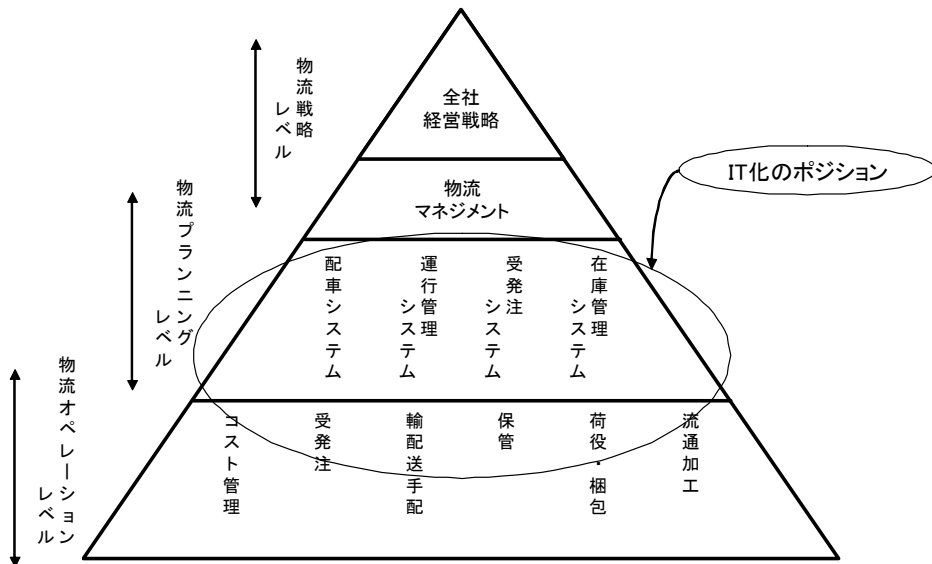 全社
経営戦略
物流
マネジメント
IT化のポジション
物流戦略
レベル
物流プランニング
レベル
物流オペレーション
レベル
配車システム
運行管理
システム
受発注
システム
在庫管理
システム
コスト管理
受発注
輸配送手配
保管
荷役・梱包
流通加工